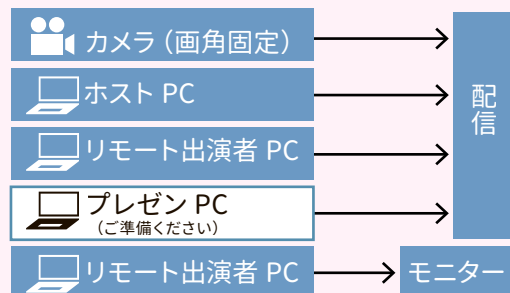 カメラ（画角固定）
ホスト PC
リモート出演者 PC
プレゼン PC
（ご準備ください）
リモート出演者 PC
配信
モニター